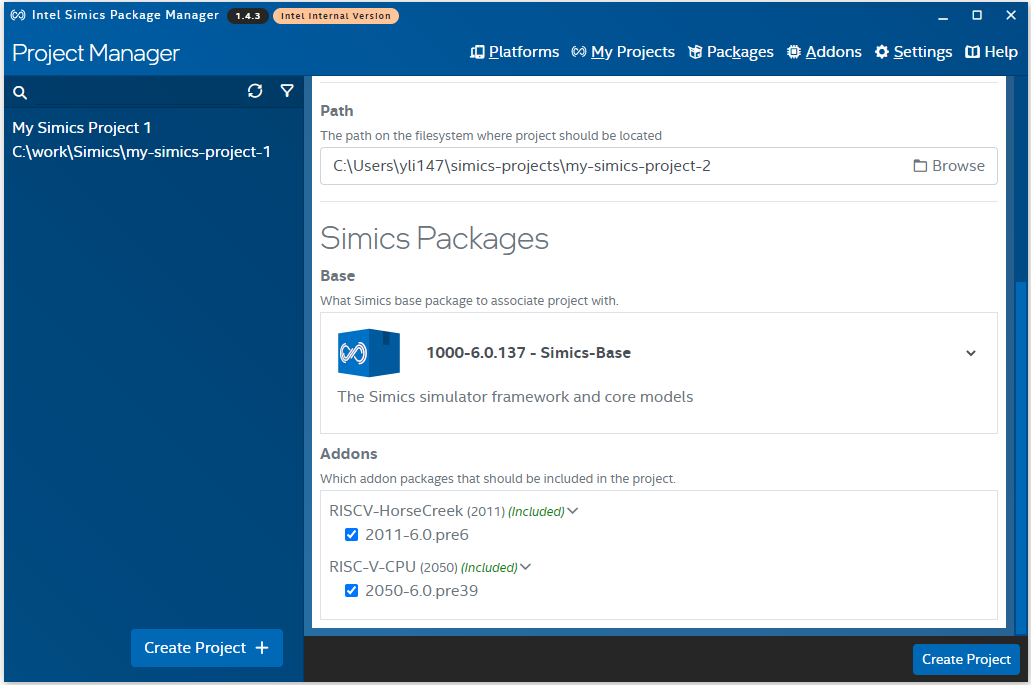 Intel Simics Package Manager 1.4.3 Intel Internal Version
Project Manager
Platforms My Projects Packages Addons Settings Help
My Simics Project 1
C:\work\Simics\my-simics-project-1
Create Project +
Path
The path on the filesystem where project should be located
C:\Users\yli147\simics-projects\my-simics-project-2 Browse
Simics Packages
Base
What Simics base package to associate project with.
1000-6.0.137 - Simics-Base
The Simics simulator framework and core models
Addons
Which addon packages that should be included in the project.
RISCV-HorseCreek (2011) (Included)
2011-6.0.pre6
RISC-V-CPU (2050) (Included)
2050-6.0.pre39
Create Project